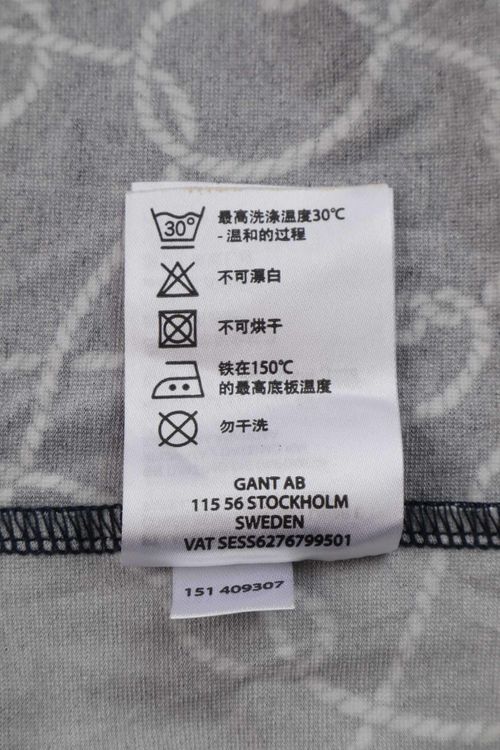 30°
最高洗涤温度30℃
- 温和的过程
不可漂白
不可烘干
铁在150℃
的最高底板温度
勿干洗
GANT AB
115 56 STOCKHOLM
SWEDEN
VAT SESS6276799501
151 409307